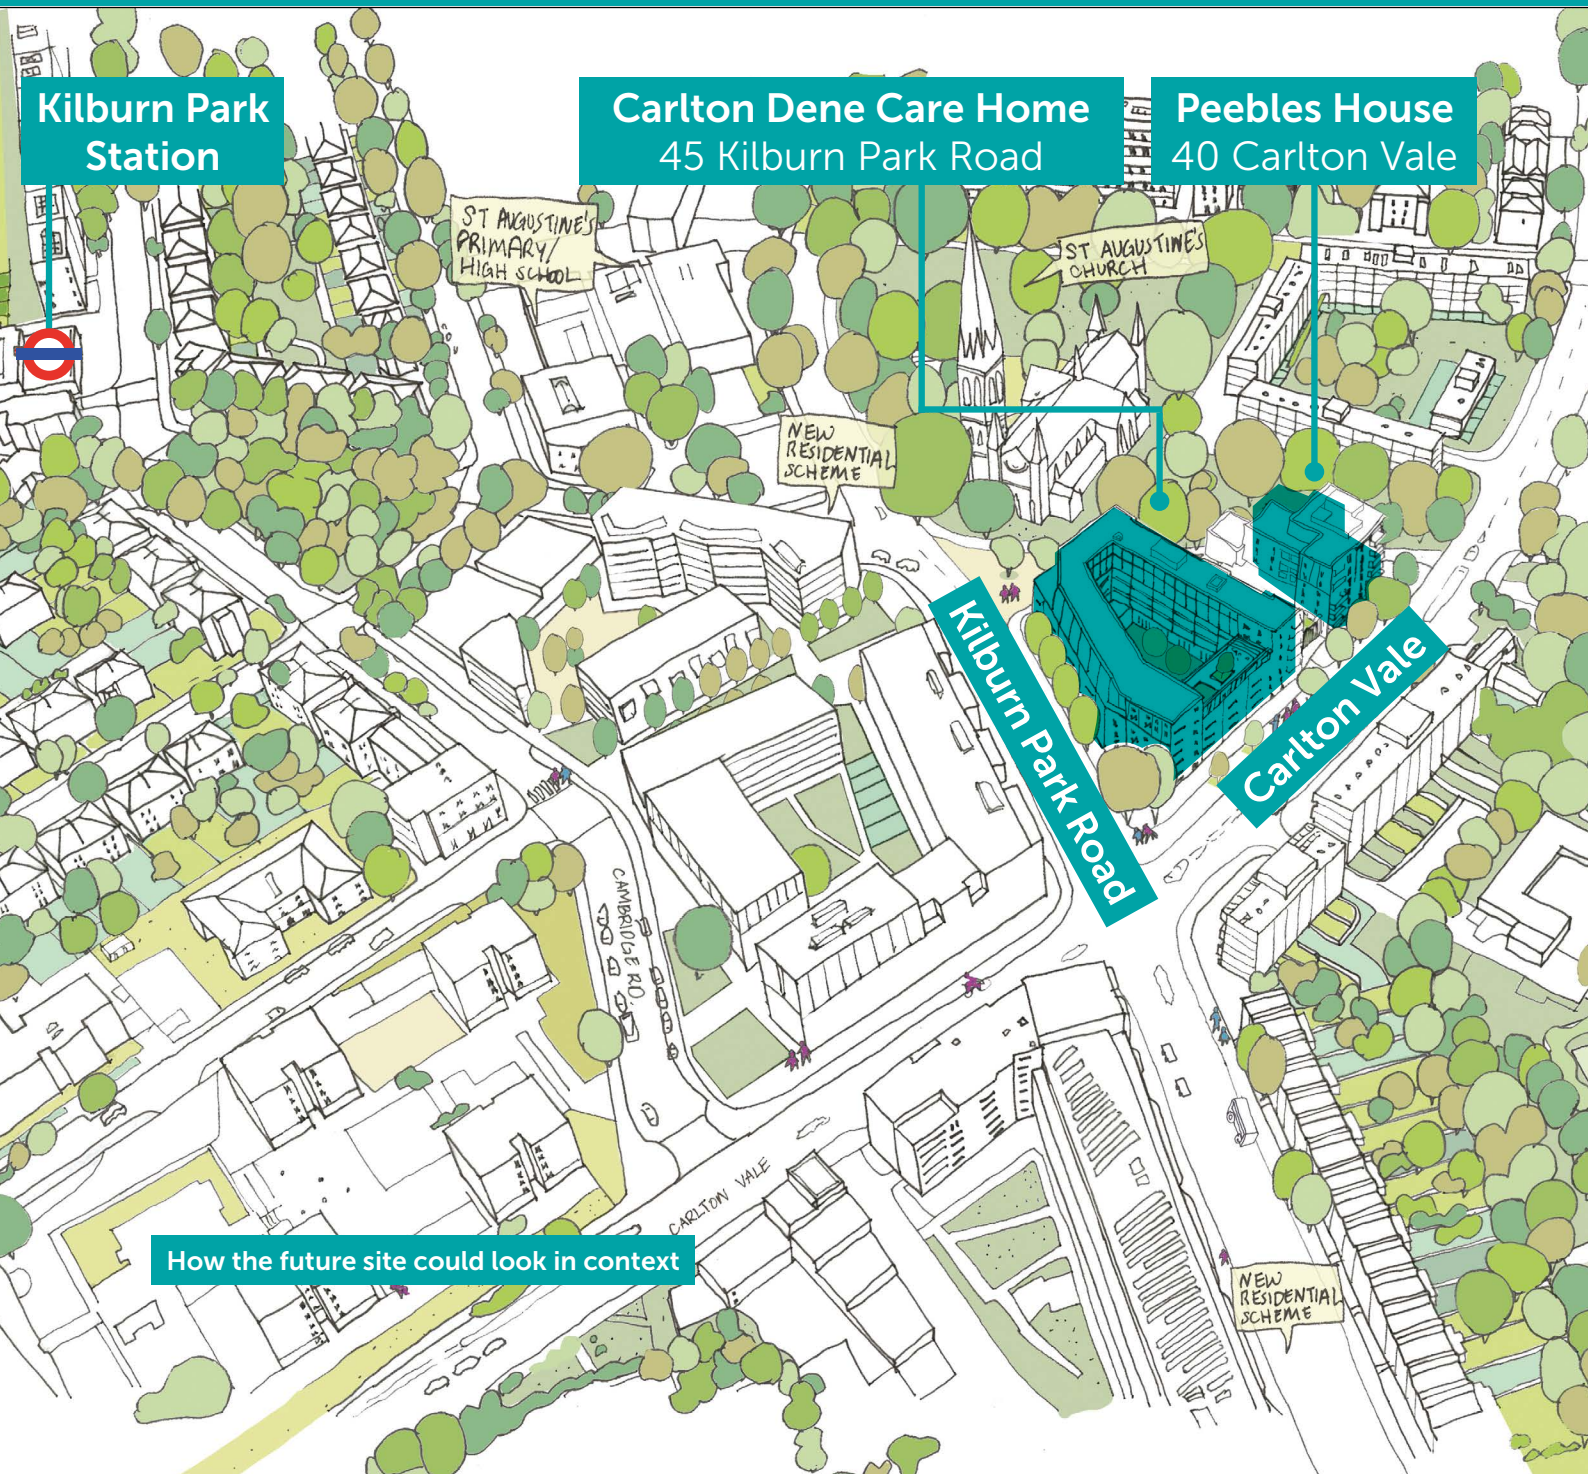 Kilburn Park
Station
Carlton Dene Care Home
45 Kilburn Park Road
Peebles House
40 Carlton Vale
ST AUGUSTINE'S
PRIMARY/
HIGH SCHOOL
ST AUGUSTINE'S
CHURCH
NEW
RESIDENTIAL
SCHEME
Kilburn Park Road
Carlton Vale
CAMBRIDGE RD.
CARLTON VALE
How the future site could look in context
NEW
RESIDENTIAL
SCHEME